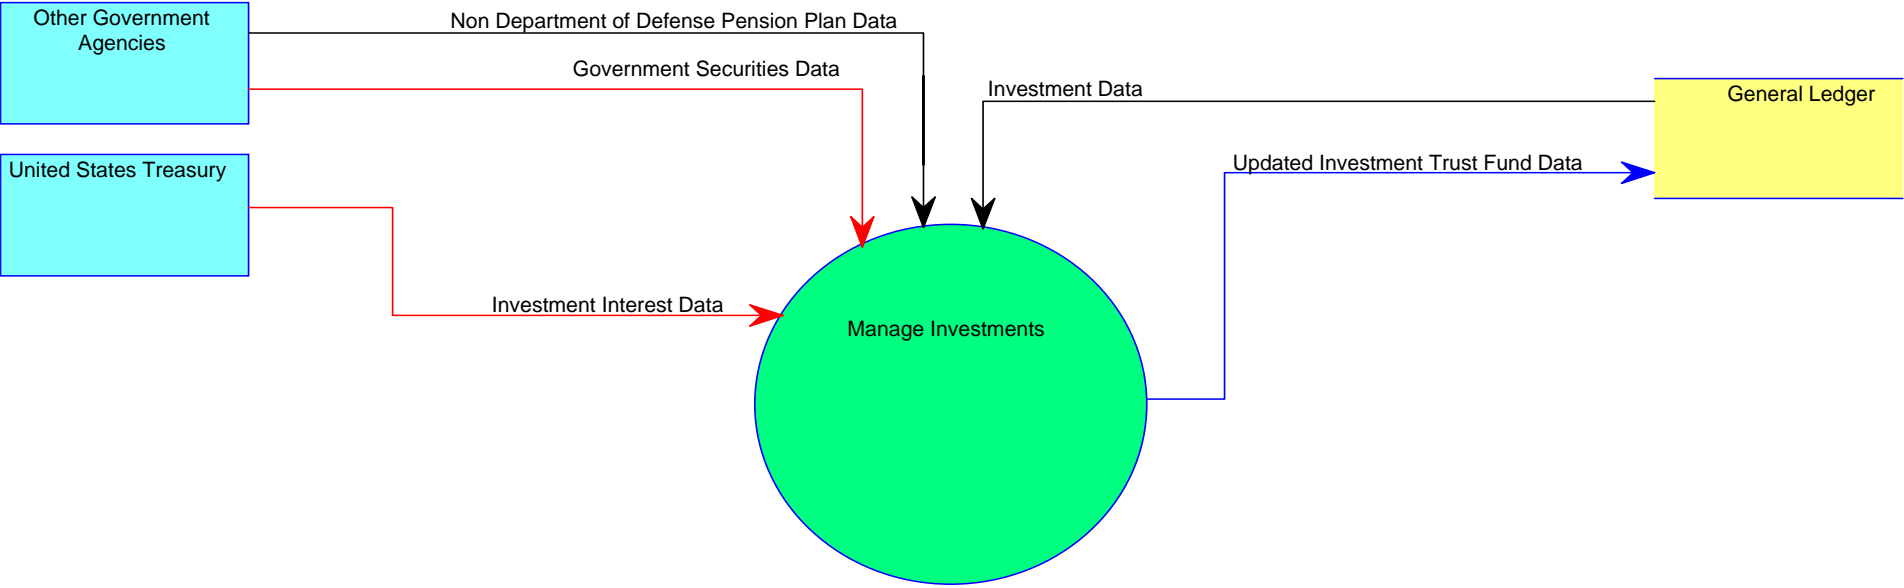 Other Government
Agencies
Non Department of Defense Pension Plan Data
Government Securities Data
Investment Data
General Ledger
United States Treasury
Updated Investment Trust Fund Data
Investment Interest Data
Manage Investments